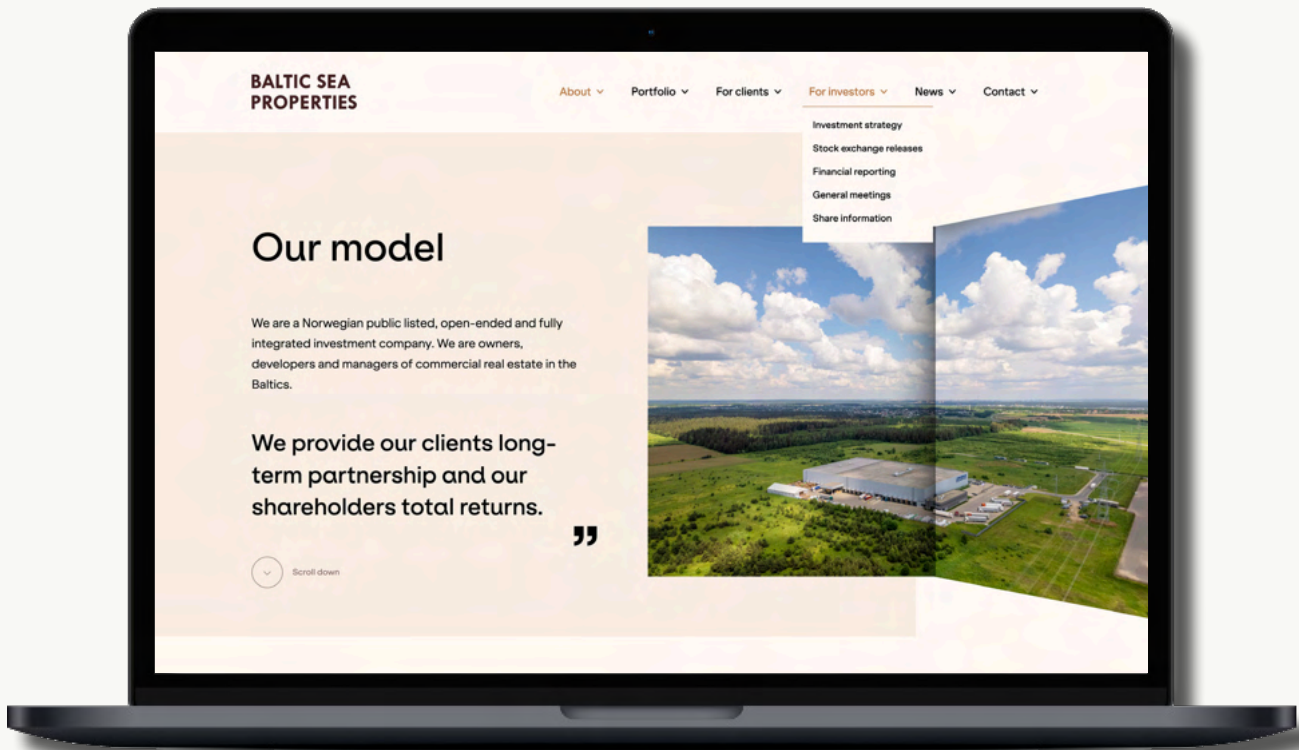 BALTIC SEA
PROPERTIES
About Portfolio For clients For investors News Contact
Investment strategy
Stock exchange releases
Financial reporting
General meetings
Share information
Our model
We are a Norwegian public listed, open-ended and fully
integrated investment company. We are owners,
developers and managers of commercial real estate in the
Baltics.
We provide our clients long-
term partnership and our
shareholders total returns.
”
Scroll down